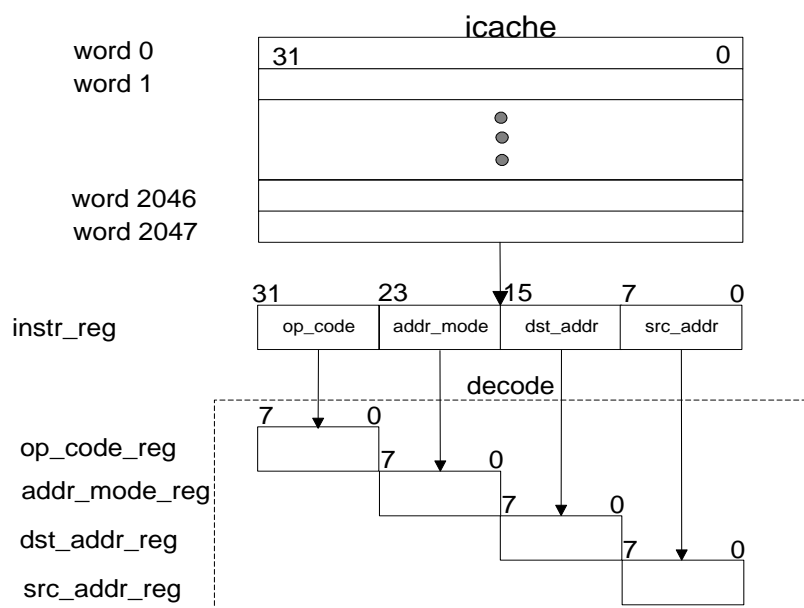 icache
word 0
31 0
word 1
word 2046
word 2047
31 23 15 7 0
instr_reg op_code addr_mode dst_addr src_addr
decode
7 0
op_code_reg
7 0
addr_mode_reg
7 0
dst_addr_reg
7 0
src_addr_reg